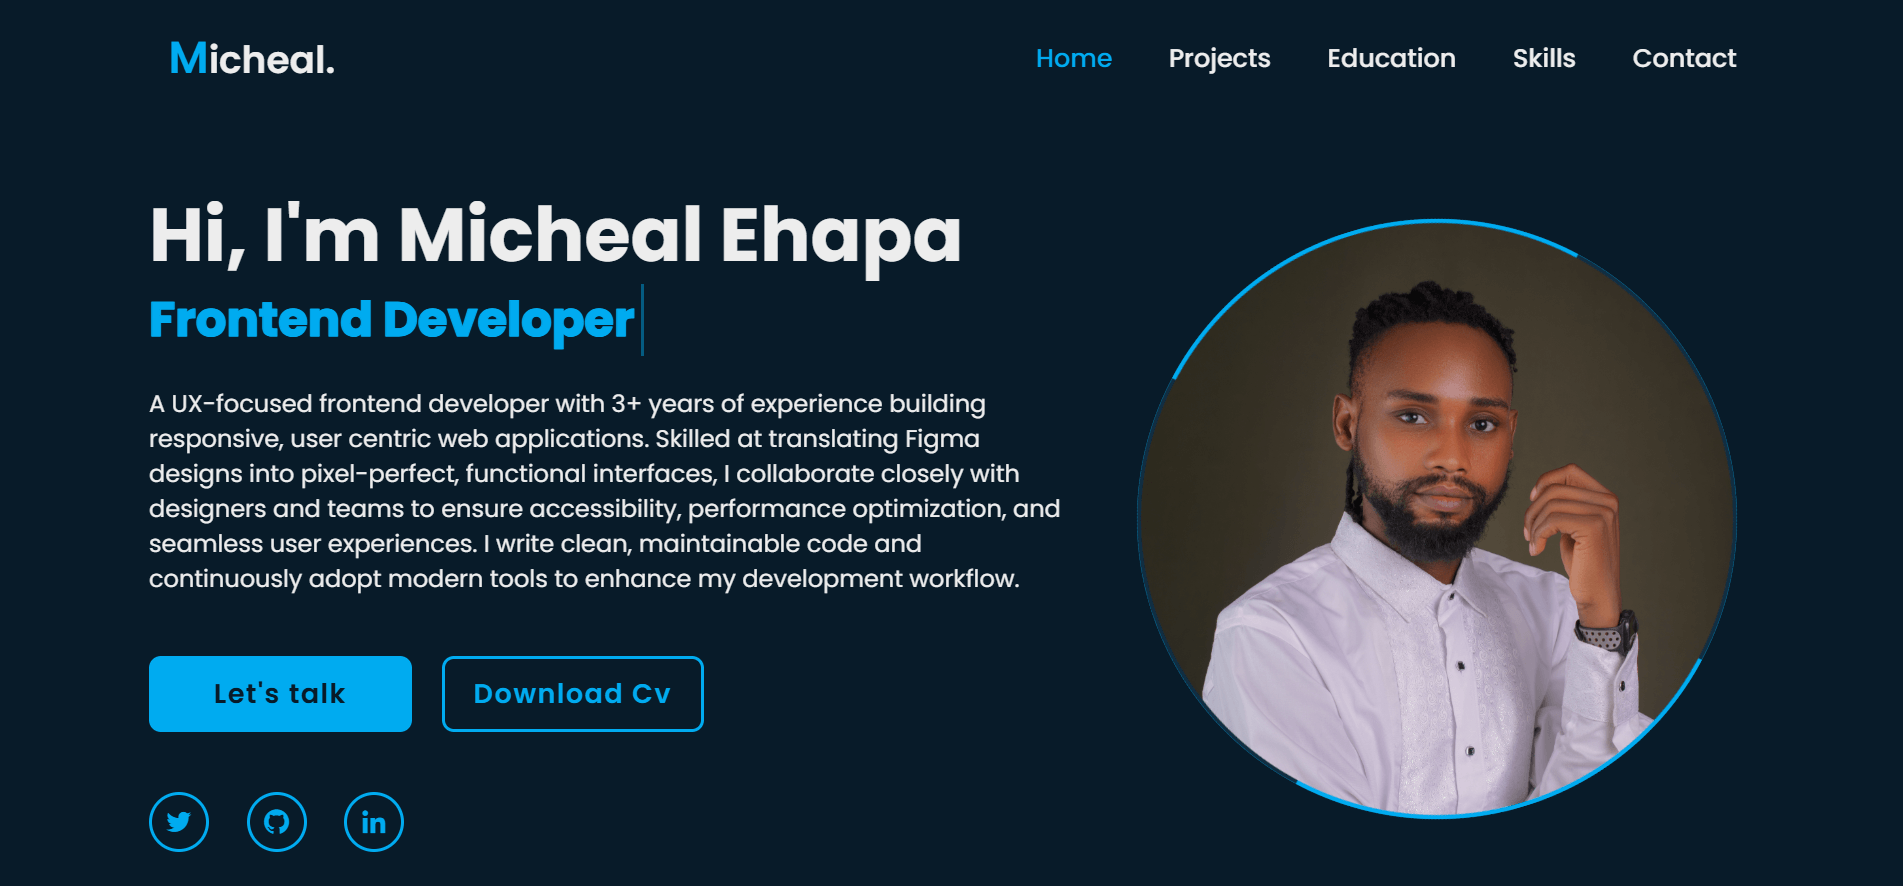 Micheal.
Home Projects Education Skills Contact
Hi, I'm Micheal Ehapa
Frontend Developer
A UX-focused frontend developer with 3+ years of experience building
responsive, user centric web applications. Skilled at translating Figma
designs into pixel-perfect, functional interfaces, I collaborate closely with
designers and teams to ensure accessibility, performance optimization, and
seamless user experiences. I write clean, maintainable code and
continuously adopt modern tools to enhance my development workflow.
Let's talk
Download Cv
in